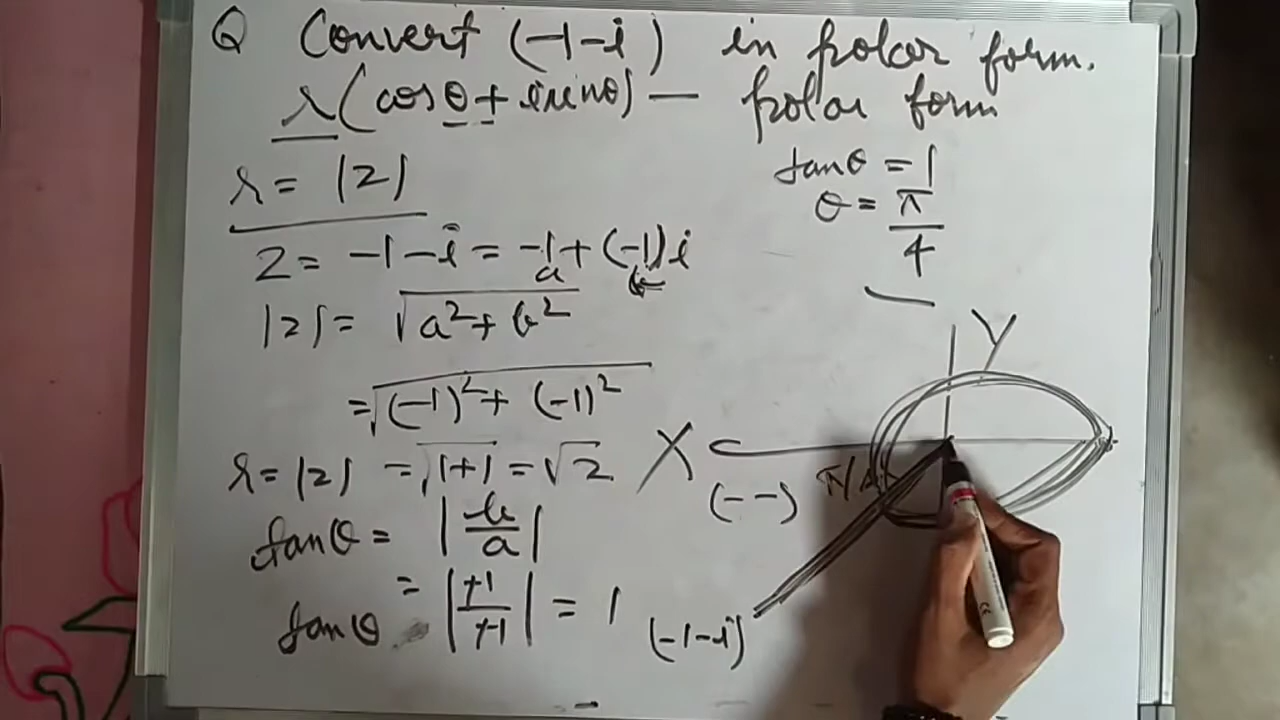 Q Convert (-1-i) in polar form.
r(cosθ+isinθ) — polar form
r = |z|
z = -1-i = -1+(-1)i
a b
|z| = √a²+b²
= √(-1)²+(-1)²
r = |z| = √1+1 = √2
tanθ = |b/a|
tanθ = |+1/+1| = 1
tanθ = 1
θ = π/4
Y
X
(- -)
π/4
(-1-i)